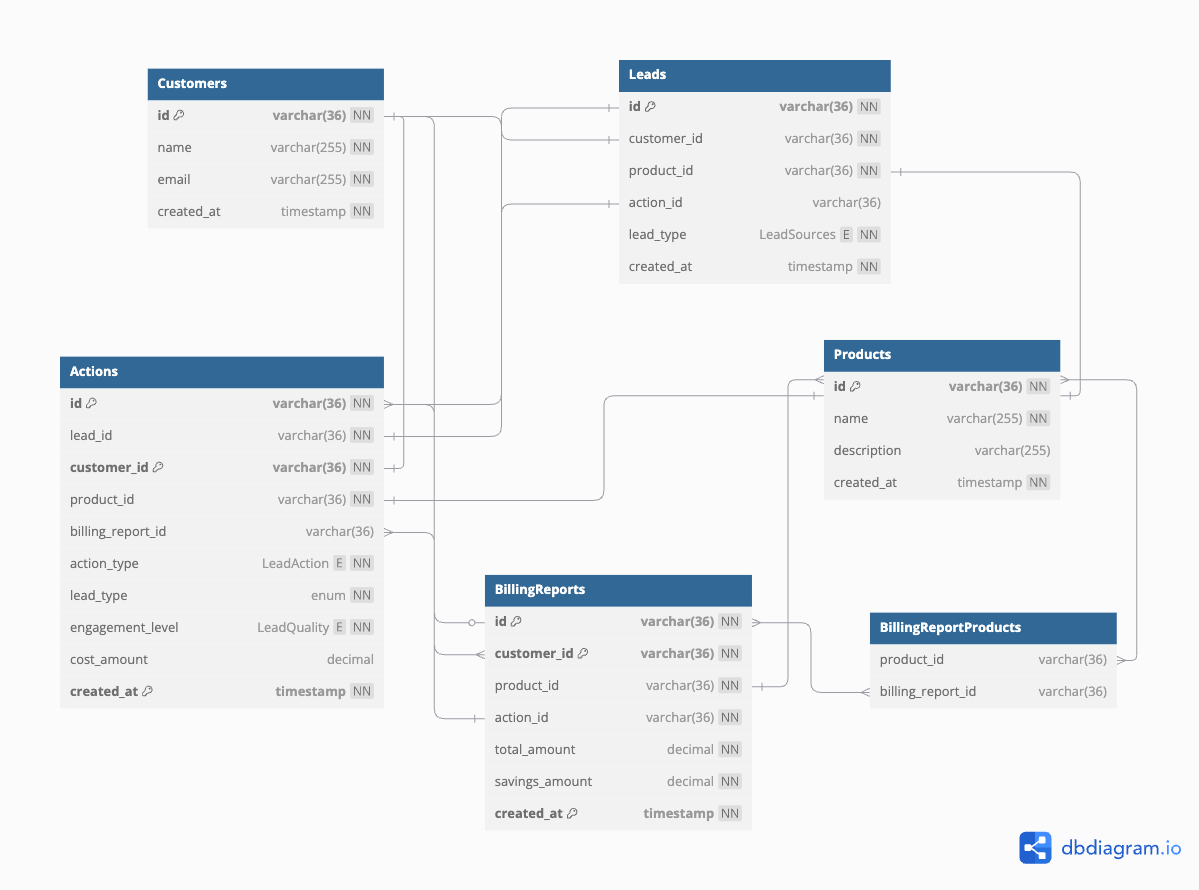 Customers
id varchar(36) NN
name varchar(255) NN
email varchar(255) NN
created_at timestamp NN
Leads
id varchar(36) NN
customer_id varchar(36) NN
product_id varchar(36) NN
action_id varchar(36)
lead_type LeadSources E NN
created_at timestamp NN
Actions
id varchar(36) NN
lead_id varchar(36) NN
customer_id varchar(36) NN
product_id varchar(36) NN
billing_report_id varchar(36)
action_type LeadAction E NN
lead_type enum NN
engagement_level LeadQuality E NN
cost_amount decimal
created_at timestamp NN
Products
id varchar(36) NN
name varchar(255) NN
description varchar(255)
created_at timestamp NN
BillingReports
id varchar(36) NN
customer_id varchar(36) NN
product_id varchar(36) NN
action_id varchar(36) NN
total_amount decimal NN
savings_amount decimal NN
created_at timestamp NN
BillingReportProducts
product_id varchar(36)
billing_report_id varchar(36)
dbdiagram.io